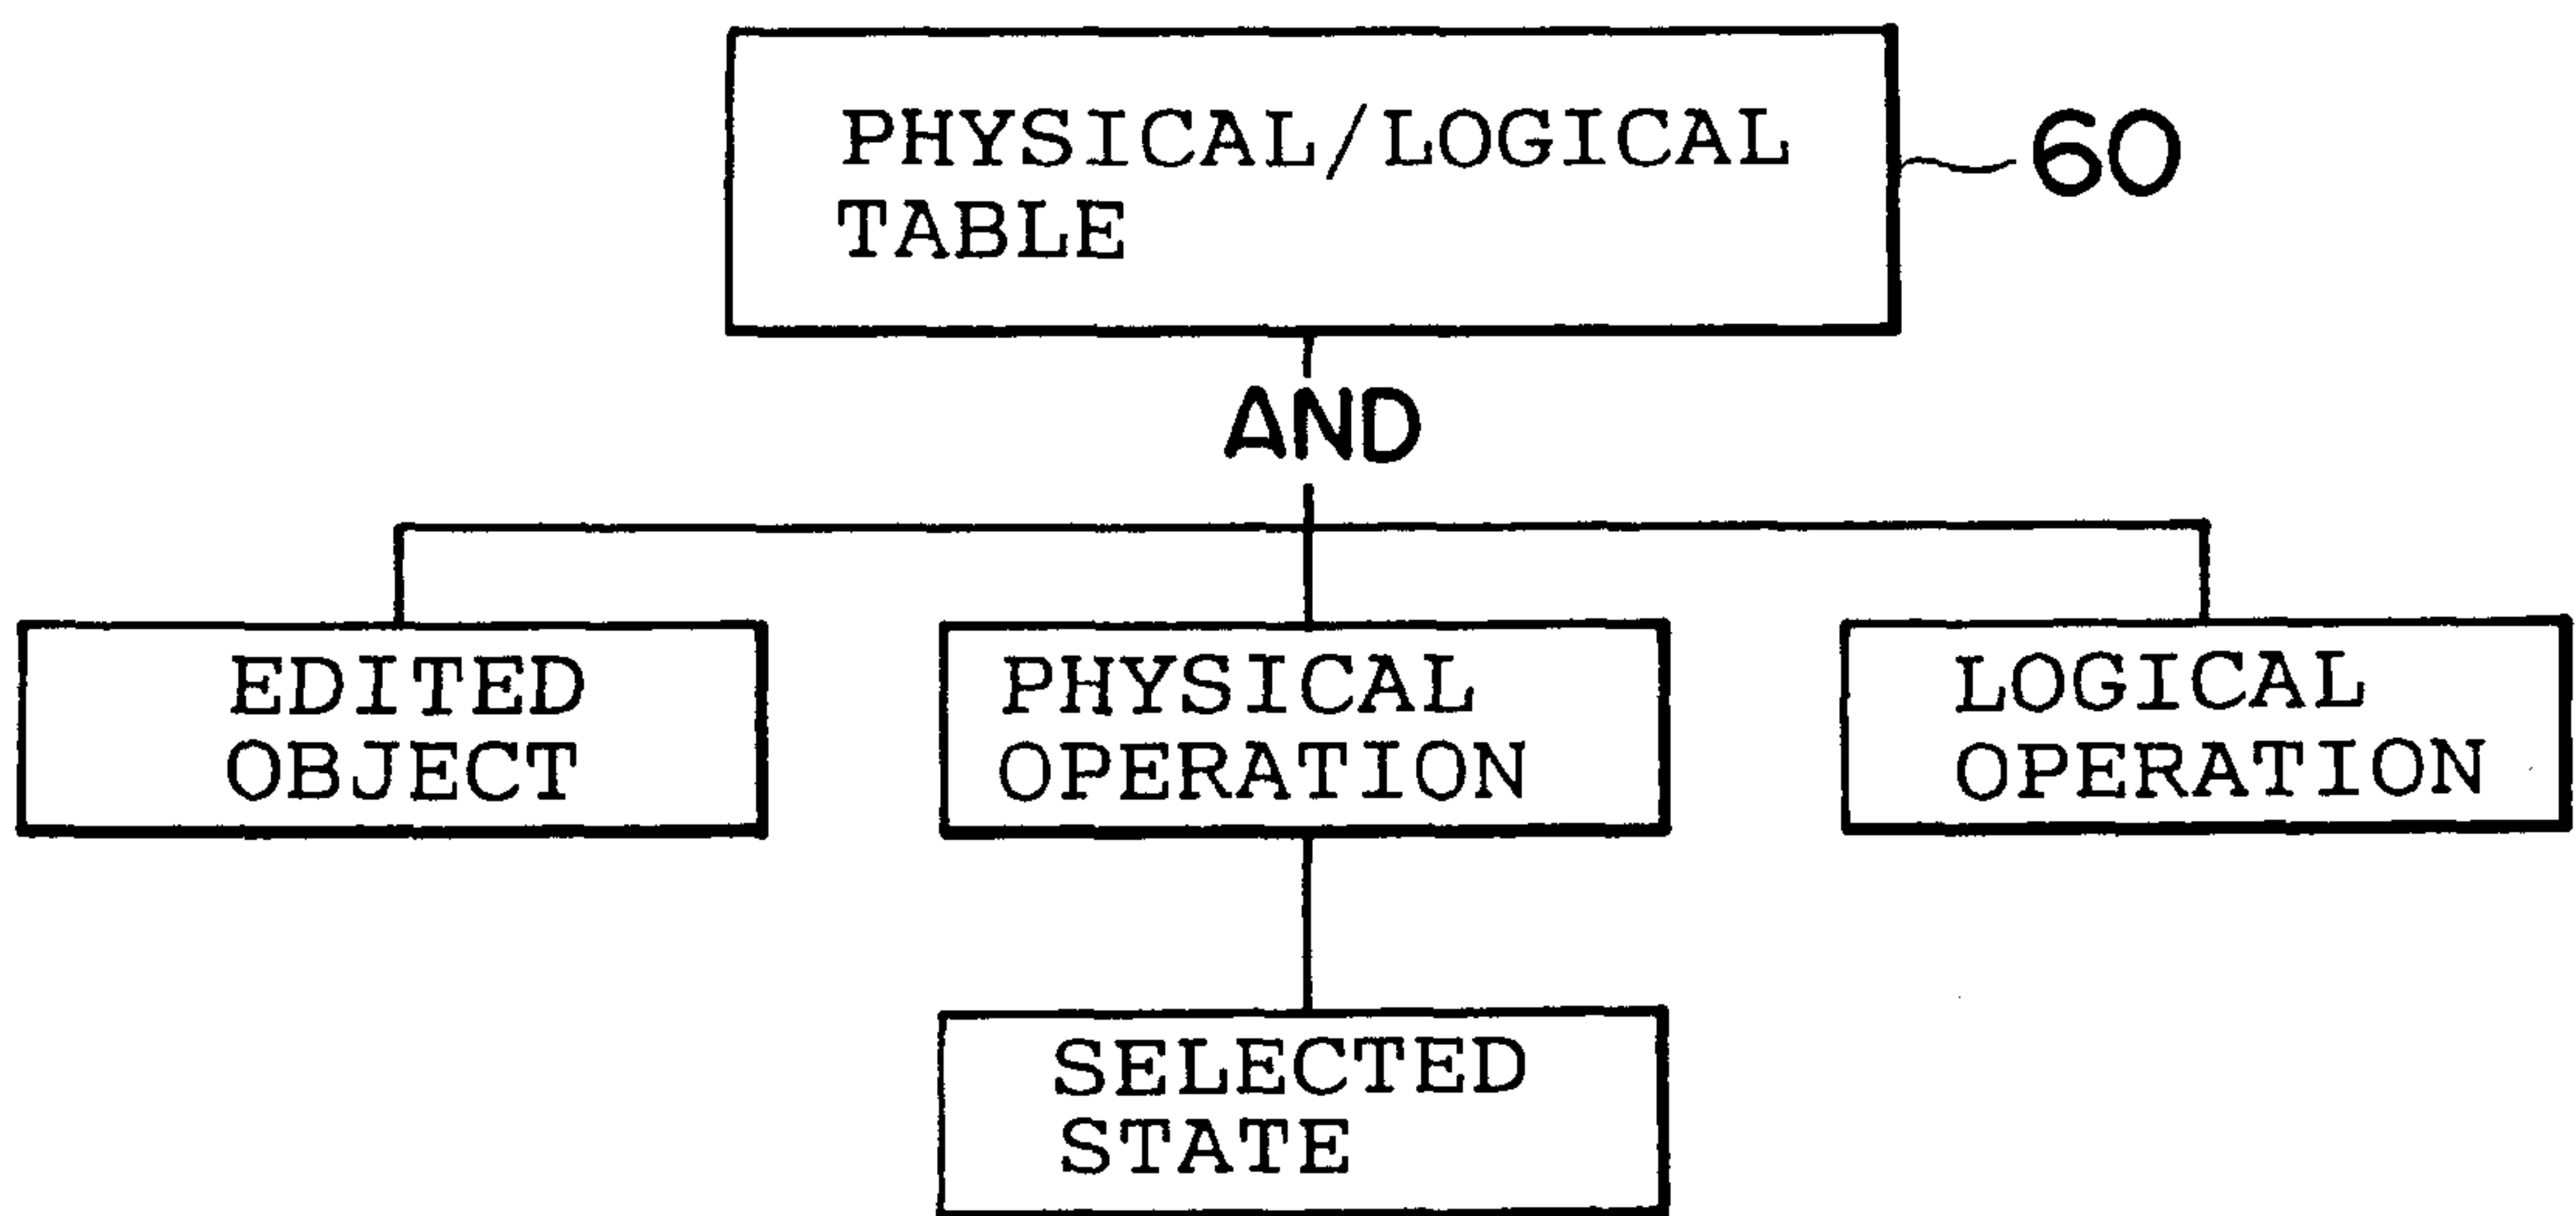 PHYSICAL/LOGICAL
TABLE
60
AND
EDITED
OBJECT
PHYSICAL
OPERATION
LOGICAL
OPERATION
SELECTED
STATE